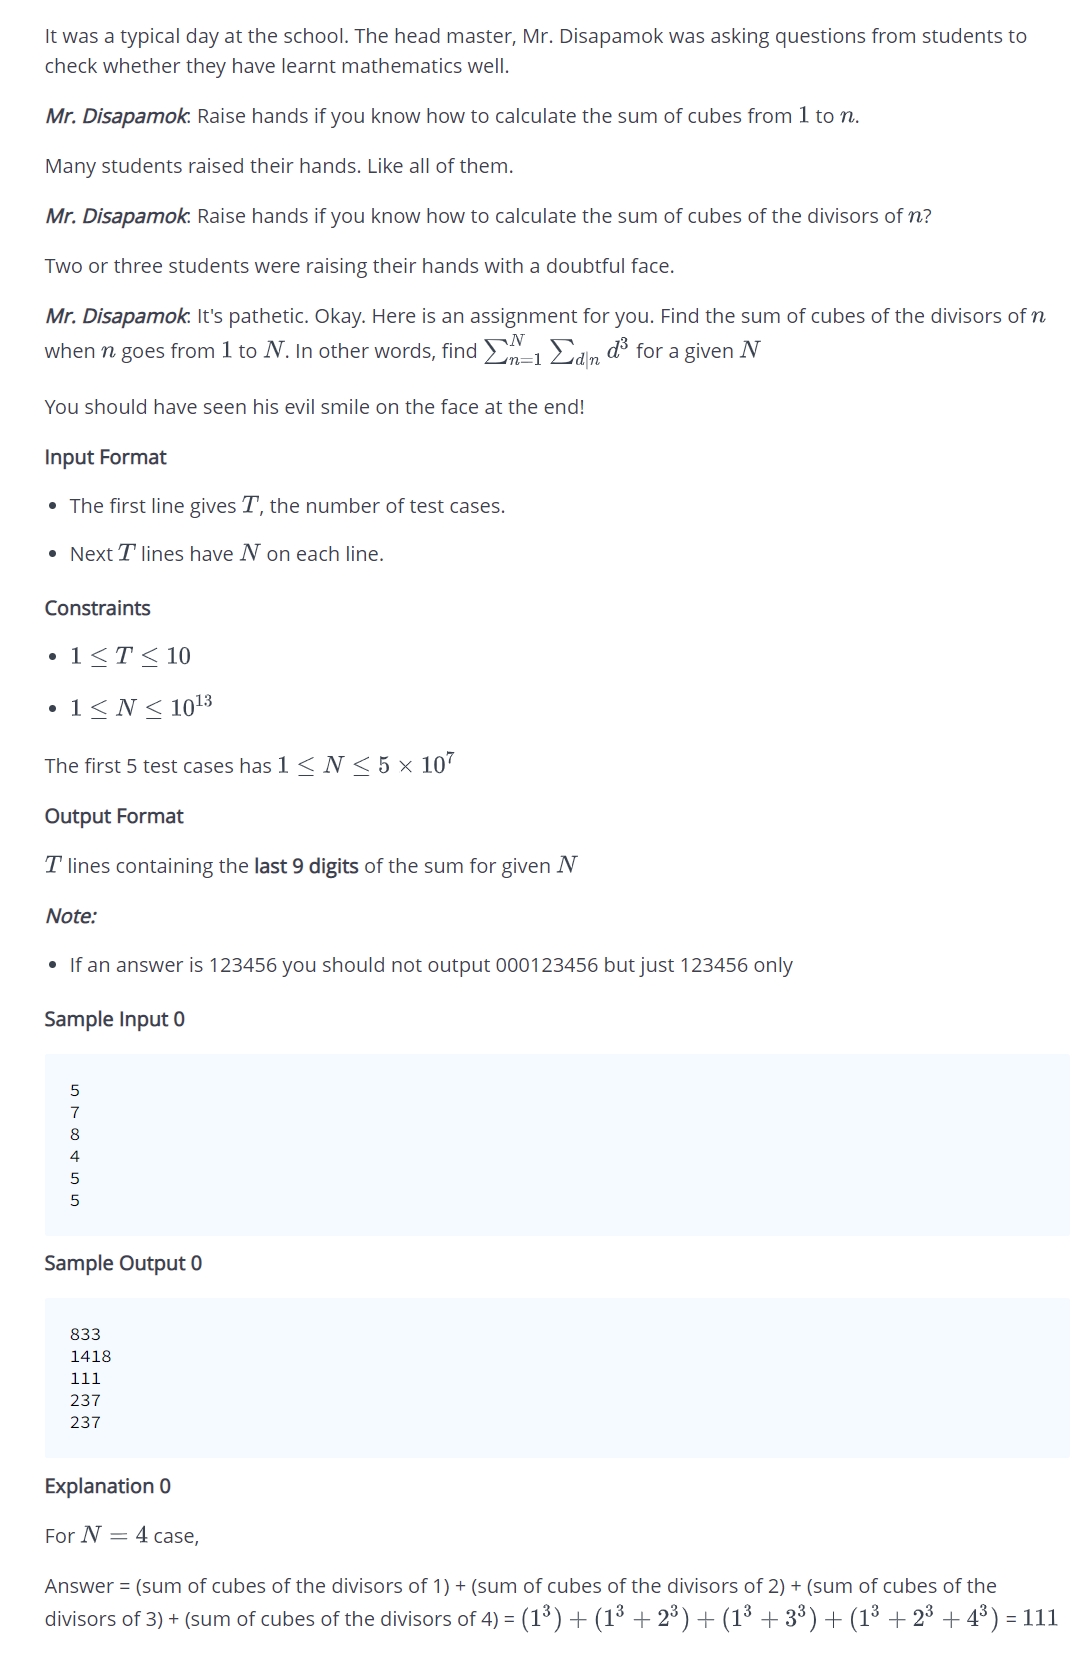 It was a typical day at the school. The head master, Mr. Disapamok was asking questions from students to
check whether they have learnt mathematics well.
Mr. Disapamok: Raise hands if you know how to calculate the sum of cubes from 1 to n.
Many students raised their hands. Like all of them.
Mr. Disapamok: Raise hands if you know how to calculate the sum of cubes of the divisors of n?
Two or three students were raising their hands with a doubtful face.
Mr. Disapamok: It's pathetic. Okay. Here is an assignment for you. Find the sum of cubes of the divisors of n
when n goes from 1 to N. In other words, find ∑_{n=1}^{N} ∑_{d|n} d^3 for a given N
You should have seen his evil smile on the face at the end!
Input Format
• The first line gives T, the number of test cases.
• Next T lines have N on each line.
Constraints
• 1 ≤ T ≤ 10
• 1 ≤ N ≤ 10^13
The first 5 test cases has 1 ≤ N ≤ 5 × 10^7
Output Format
T lines containing the last 9 digits of the sum for given N
Note:
• If an answer is 123456 you should not output 000123456 but just 123456 only
Sample Input 0
5
7
8
4
5
5
Sample Output 0
833
1418
111
237
237
Explanation 0
For N = 4 case,
Answer = (sum of cubes of the divisors of 1) + (sum of cubes of the divisors of 2) + (sum of cubes of the
divisors of 3) + (sum of cubes of the divisors of 4) = (1^3) + (1^3 + 2^3) + (1^3 + 3^3) + (1^3 + 2^3 + 4^3) = 111